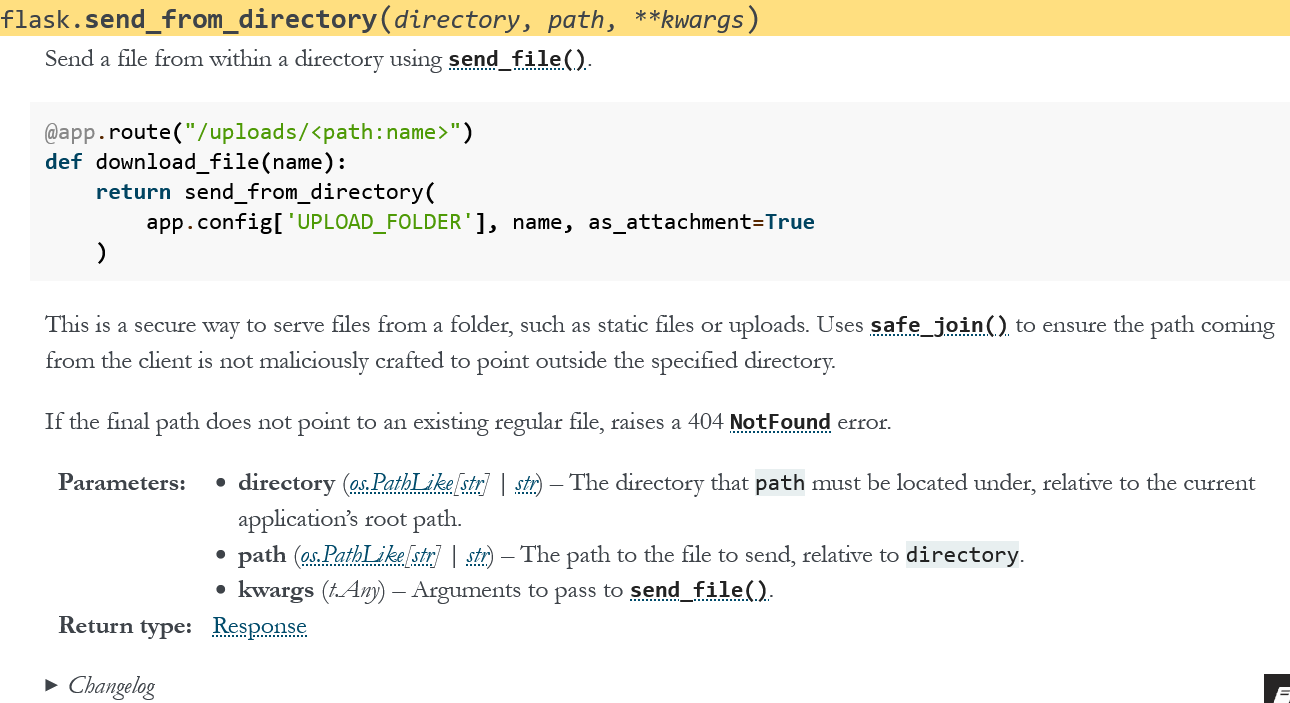 flask.send_from_directory(directory, path, **kwargs)
Send a file from within a directory using send_file().
@app.route("/uploads/<path:name>")
def download_file(name):
    return send_from_directory(
        app.config['UPLOAD_FOLDER'], name, as_attachment=True
    )
This is a secure way to serve files from a folder, such as static files or uploads. Uses safe_join() to ensure the path coming
from the client is not maliciously crafted to point outside the specified directory.
If the final path does not point to an existing regular file, raises a 404 NotFound error.
Parameters: • directory (os.PathLike[str] | str) – The directory that path must be located under, relative to the current
application’s root path.
• path (os.PathLike[str] | str) – The path to the file to send, relative to directory.
• kwargs (t.Any) – Arguments to pass to send_file().
Return type: Response
► Changelog